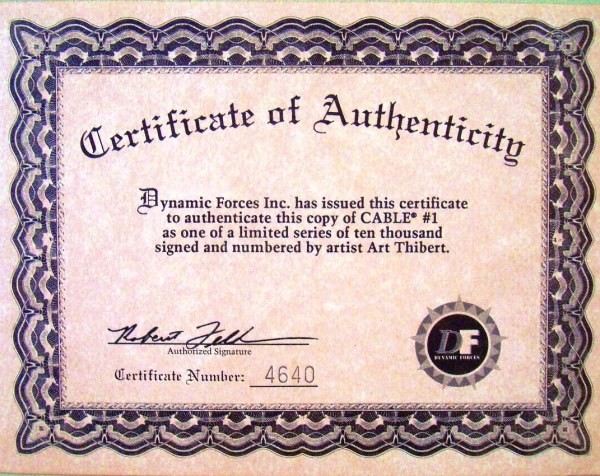 Certificate of Authenticity
Dynamic Forces Inc. has issued this certificate
to authenticate this copy of CABLE® #1
as one of a limited series of ten thousand
signed and numbered by artist Art Thibert.
Authorized Signature
Certificate Number: 4640
DF
DYNAMIC FORCES